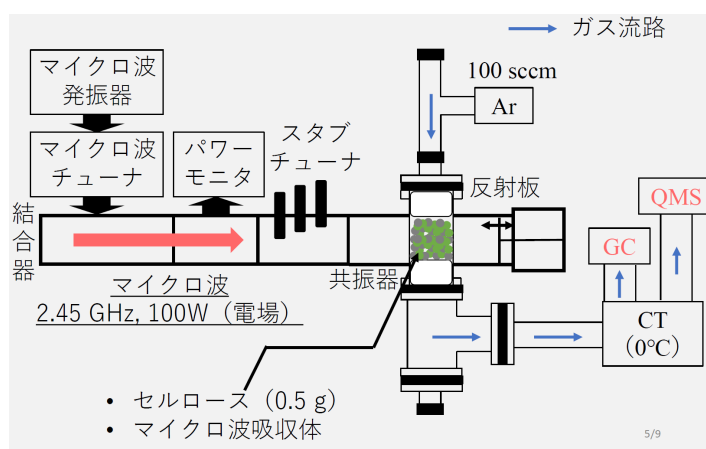 ガス流路
マイクロ波
発振器
100 sccm
Ar
マイクロ波
チューナ
パワー
モニタ
スタブ
チューナ
反射板
QMS
結合器
GC
共振器
マイクロ波
2.45 GHz, 100W（電場）
CT
（0℃）
• セルロース（0.5 g）
• マイクロ波吸収体
5/9